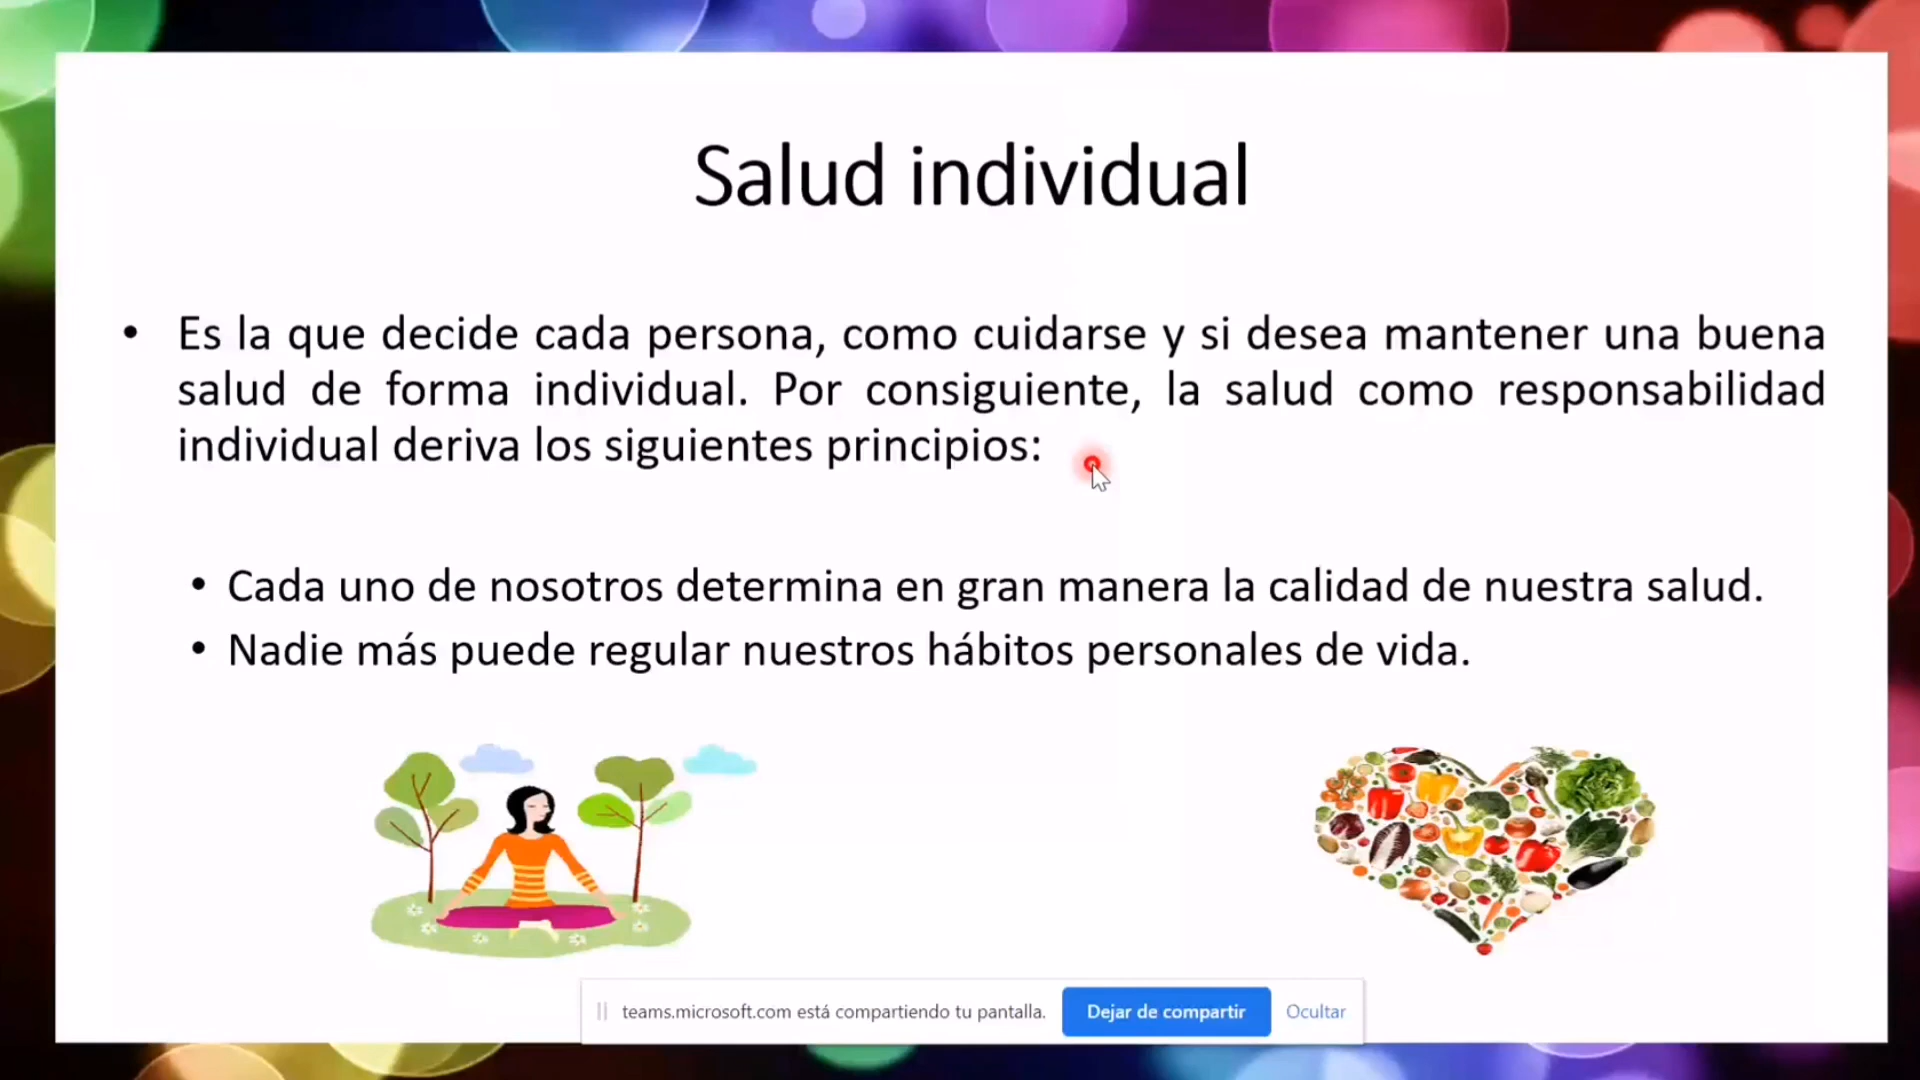 Salud individual
• Es la que decide cada persona, como cuidarse y si desea mantener una buena
salud de forma individual. Por consiguiente, la salud como responsabilidad
individual deriva los siguientes principios:
• Cada uno de nosotros determina en gran manera la calidad de nuestra salud.
• Nadie más puede regular nuestros hábitos personales de vida.
teams.microsoft.com está compartiendo tu pantalla. Dejar de compartir Ocultar